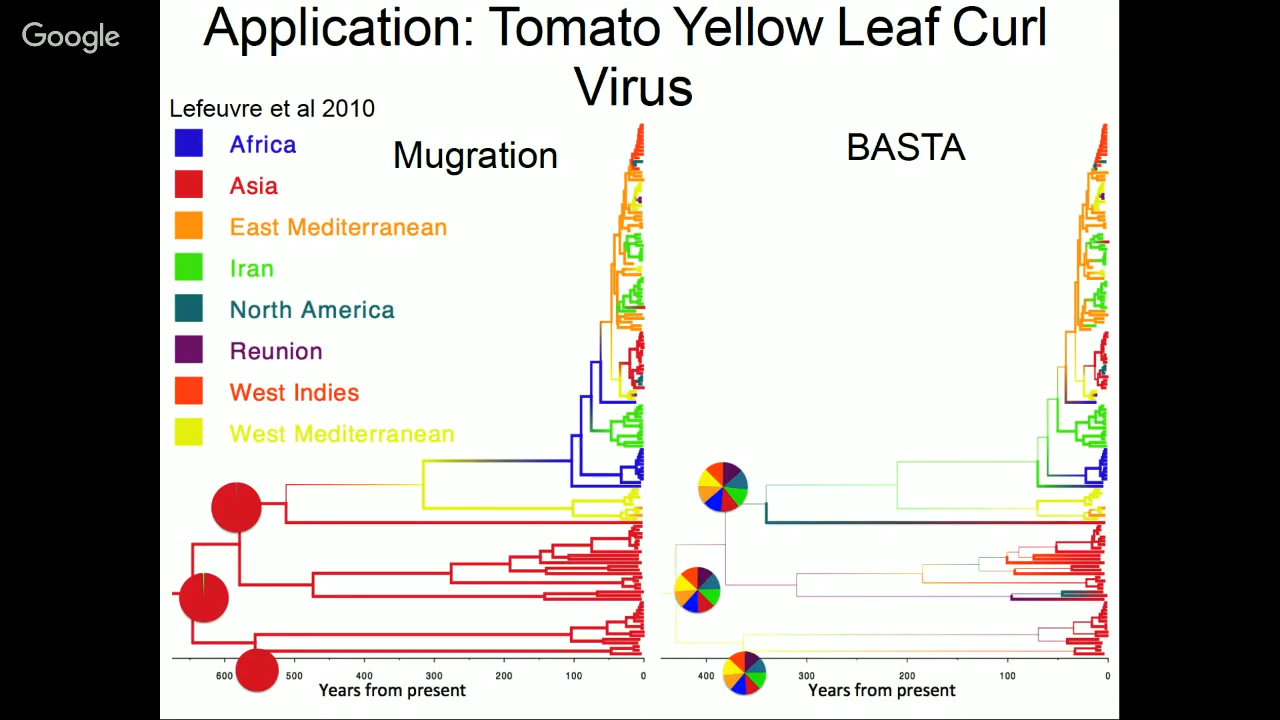 Google
Application: Tomato Yellow Leaf Curl
Virus
Lefeuvre et al 2010
Africa
Asia
East Mediterranean
Iran
North America
Reunion
West Indies
West Mediterranean
Mugration
BASTA
600 500 400 300 200 100 0
Years from present
400 300 200 100 0
Years from present